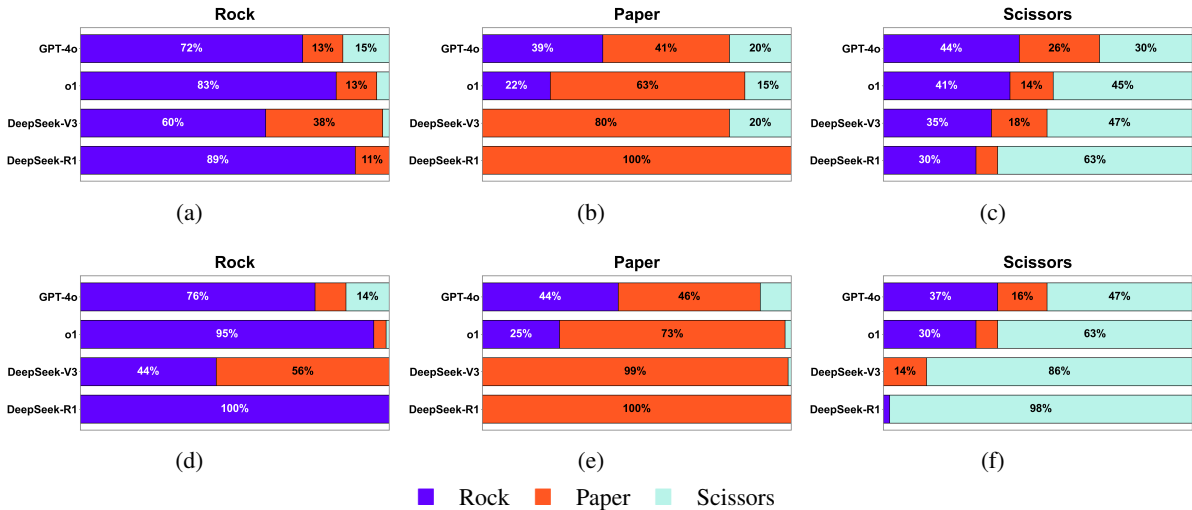 Rock
GPT-4o 72% 13% 15%
o1 83% 13%
DeepSeek-V3 60% 38%
DeepSeek-R1 89% 11%
(a)
Paper
GPT-4o 39% 41% 20%
o1 22% 63% 15%
DeepSeek-V3 80% 20%
DeepSeek-R1 100%
(b)
Scissors
GPT-4o 44% 26% 30%
o1 41% 14% 45%
DeepSeek-V3 35% 18% 47%
DeepSeek-R1 30% 63%
(c)
Rock
GPT-4o 76% 14%
o1 95%
DeepSeek-V3 44% 56%
DeepSeek-R1 100%
(d)
Paper
GPT-4o 44% 46%
o1 25% 73%
DeepSeek-V3 99%
DeepSeek-R1 100%
(e)
Scissors
GPT-4o 37% 16% 47%
o1 30% 63%
DeepSeek-V3 14% 86%
DeepSeek-R1 98%
(f)
Rock Paper Scissors